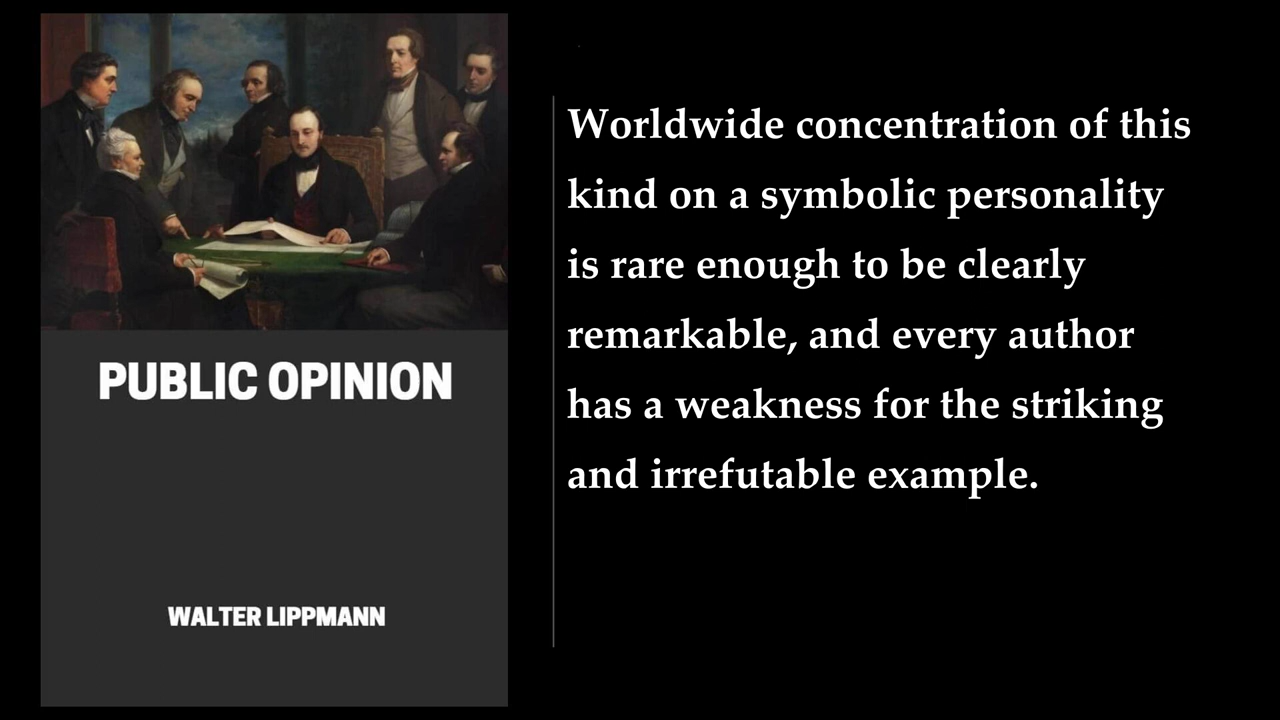 PUBLIC OPINION
WALTER LIPPMANN
Worldwide concentration of this
kind on a symbolic personality
is rare enough to be clearly
remarkable, and every author
has a weakness for the striking
and irrefutable example.